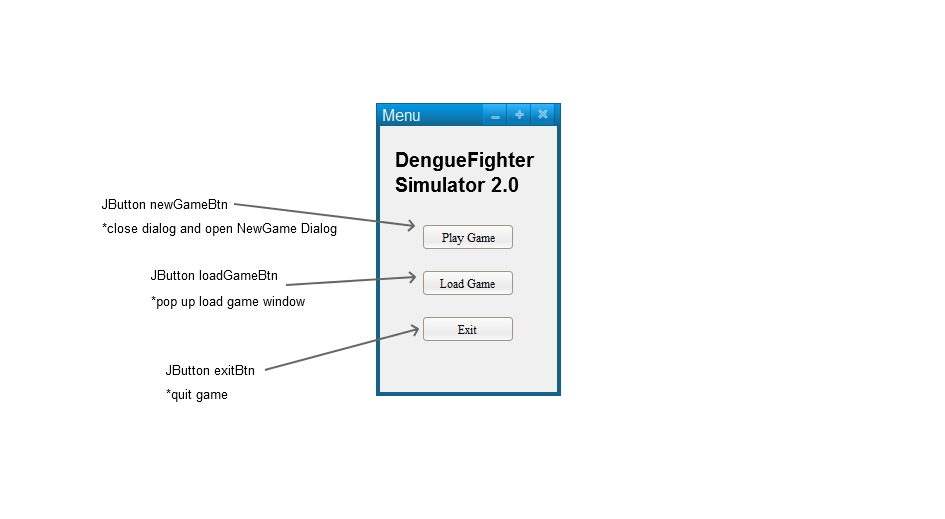 Menu
DengueFighter
Simulator 2.0
JButton newGameBtn
*close dialog and open NewGame Dialog
Play Game
JButton loadGameBtn
*pop up load game window
Load Game
Exit
JButton exitBtn
*quit game